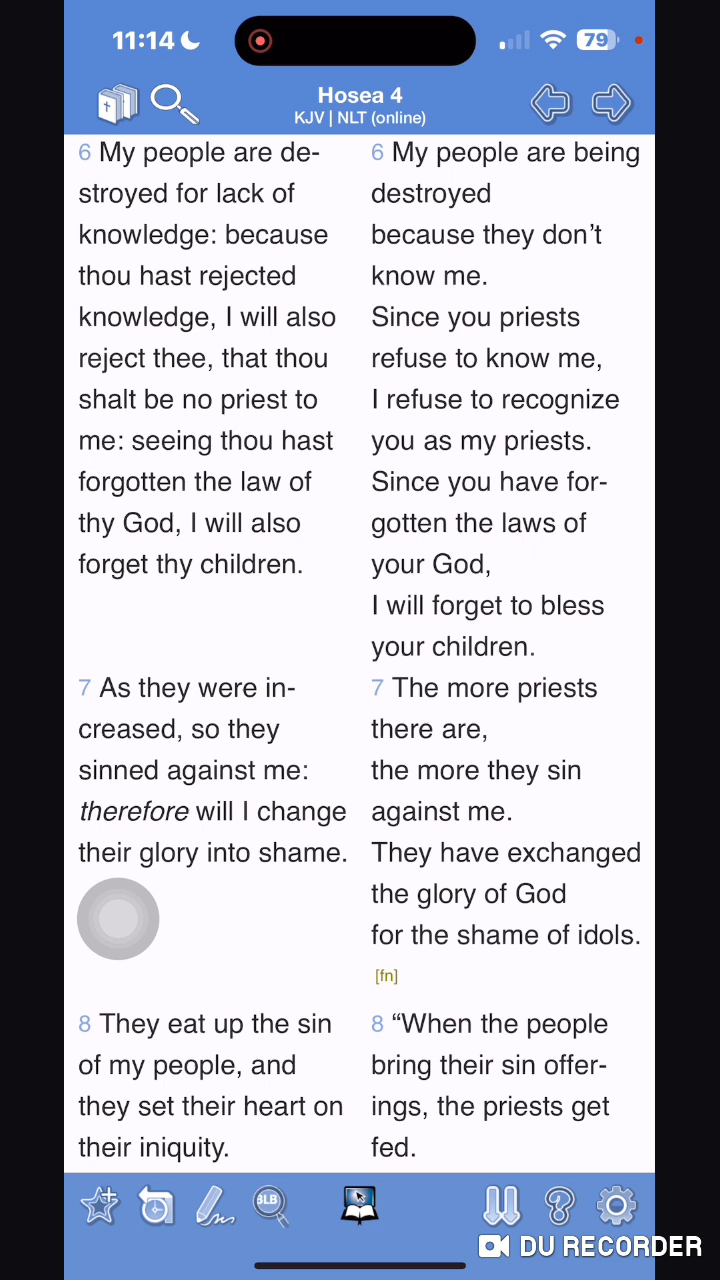 11:14
79
Hosea 4
KJV | NLT (online)
6 My people are de-
stroyed for lack of
knowledge: because
thou hast rejected
knowledge, I will also
reject thee, that thou
shalt be no priest to
me: seeing thou hast
forgotten the law of
thy God, I will also
forget thy children.
6 My people are being
destroyed
because they don’t
know me.
Since you priests
refuse to know me,
I refuse to recognize
you as my priests.
Since you have for-
gotten the laws of
your God,
I will forget to bless
your children.
7 As they were in-
creased, so they
sinned against me:
therefore will I change
their glory into shame.
7 The more priests
there are,
the more they sin
against me.
They have exchanged
the glory of God
for the shame of idols.
[fn]
8 They eat up the sin
of my people, and
they set their heart on
their iniquity.
8 “When the people
bring their sin offer-
ings, the priests get
fed.
BLB
DU RECORDER